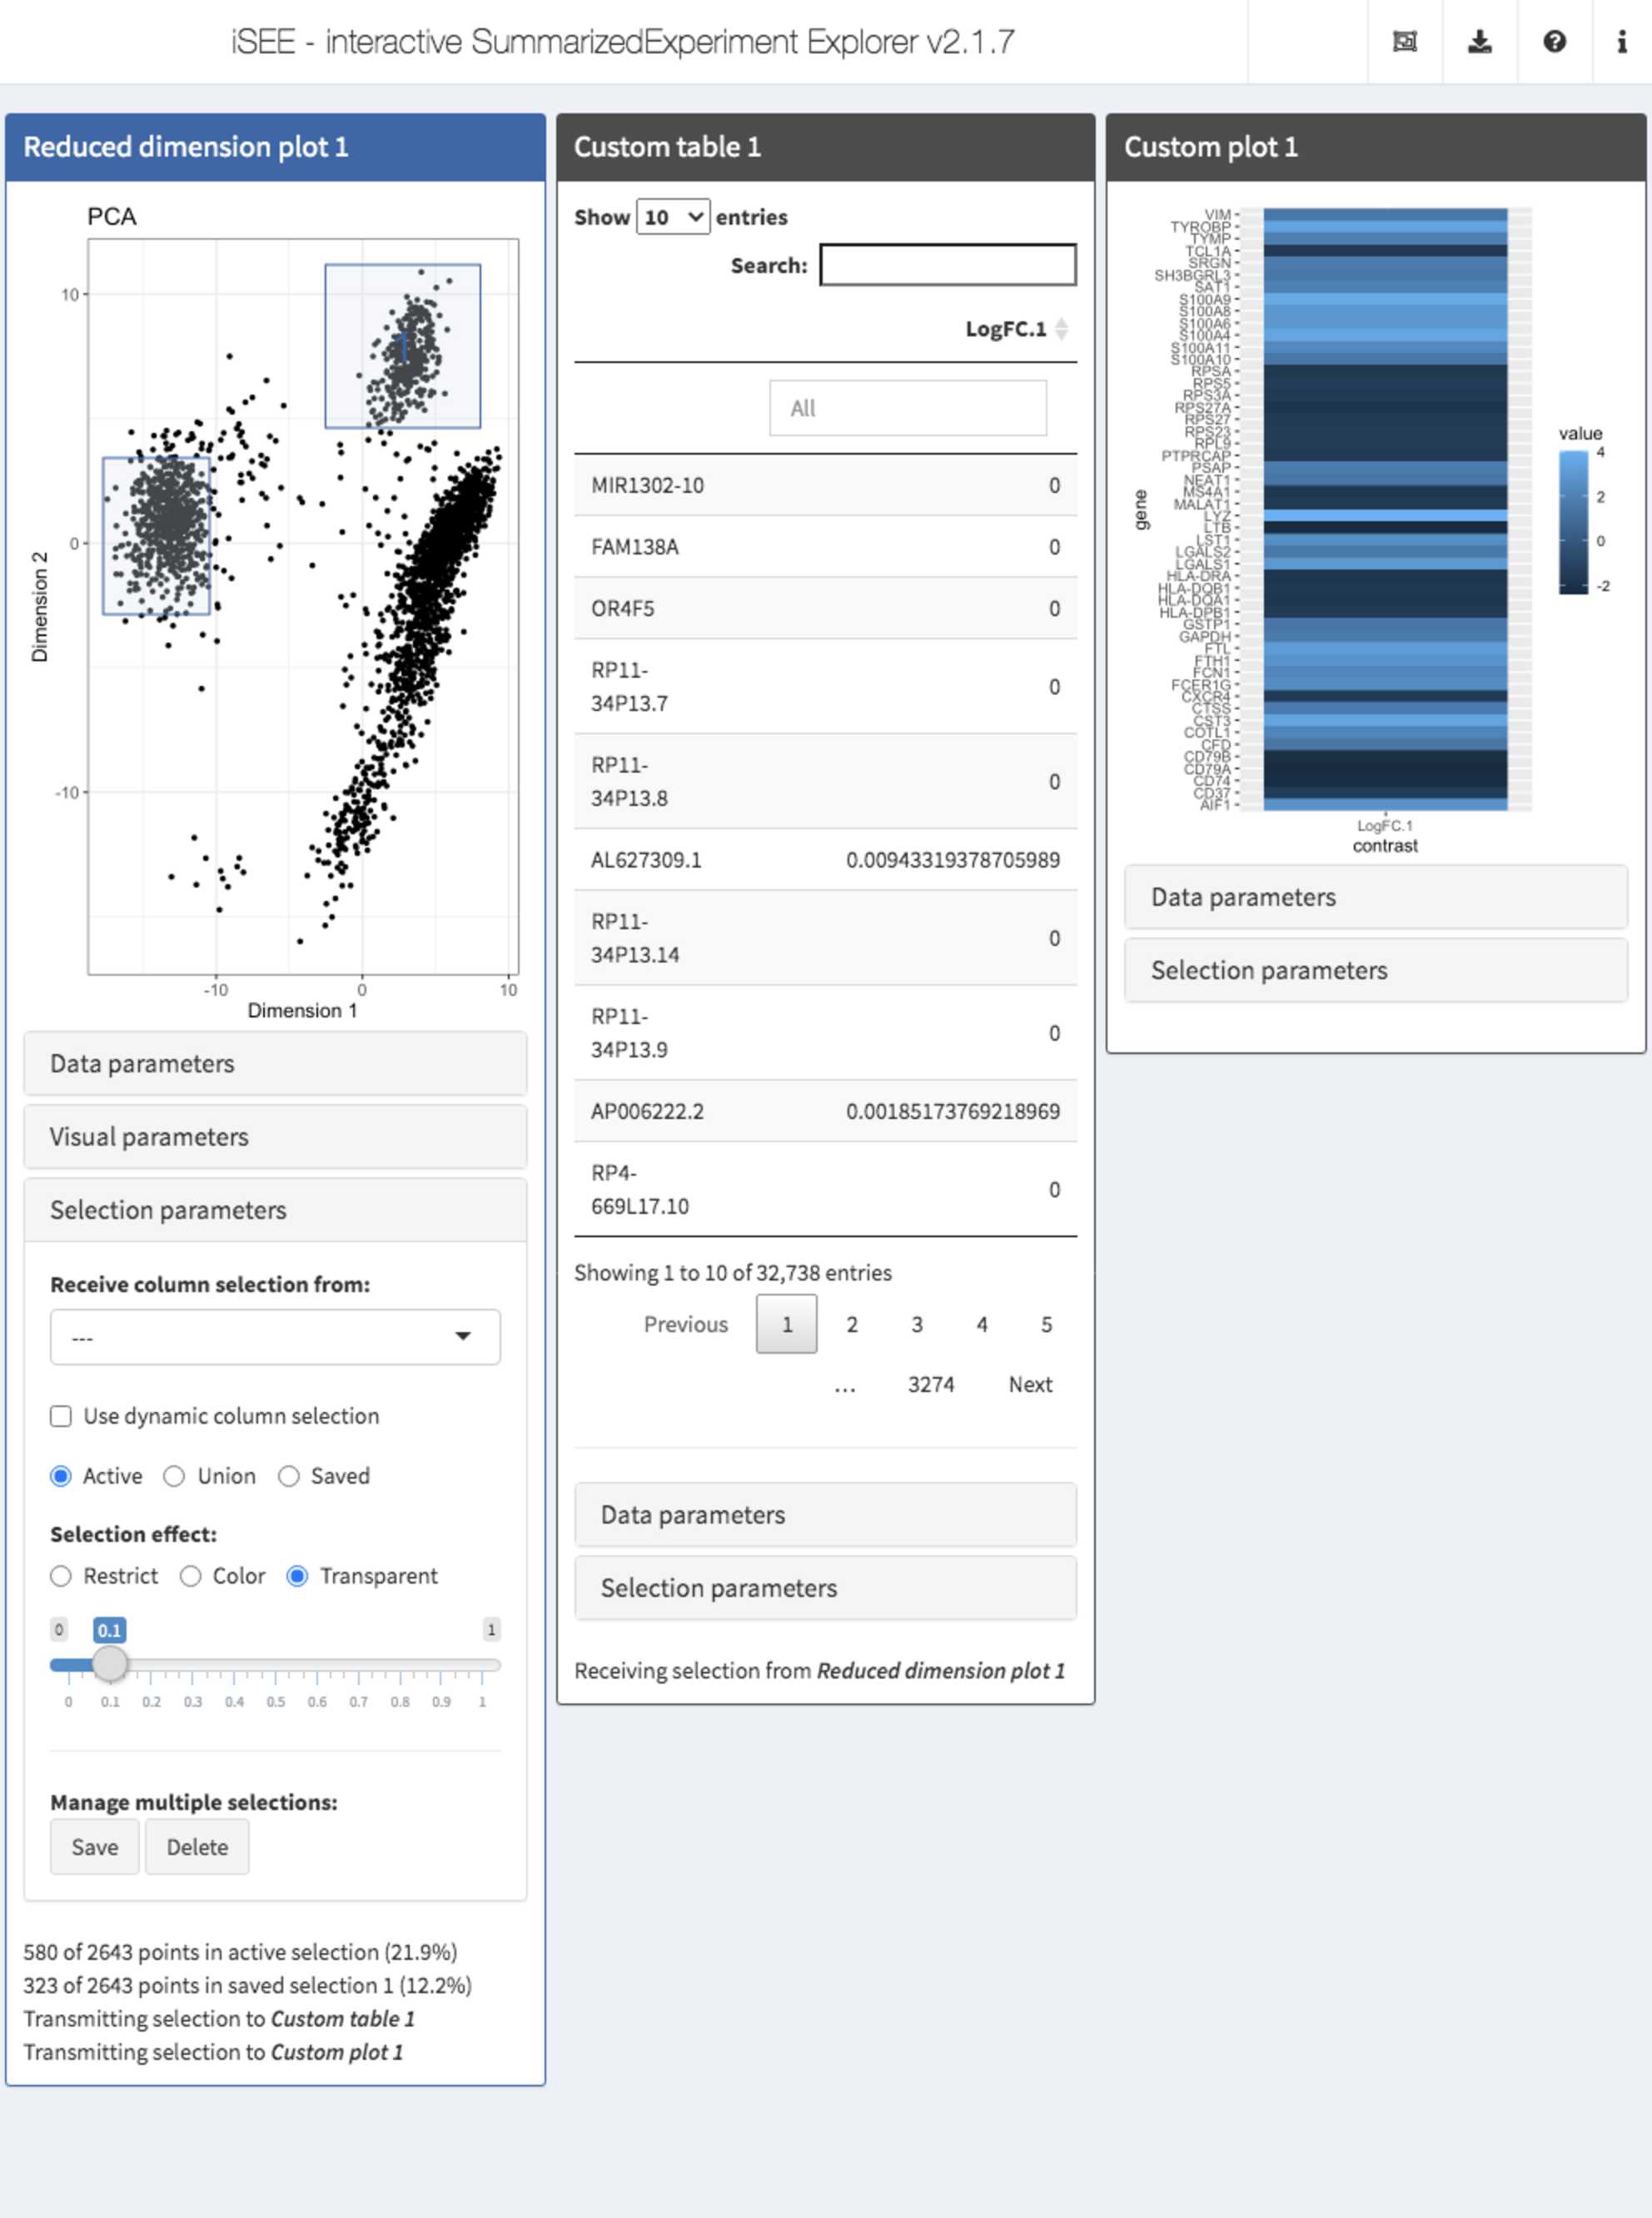 iSEE - interactive SummarizedExperiment Explorer v2.1.7
Reduced dimension plot 1
PCA
10
0
-10
Dimension 2
1
-10 0 10
Dimension 1
Data parameters
Visual parameters
Selection parameters
Receive column selection from:
---
Use dynamic column selection
Active Union Saved
Selection effect:
Restrict Color Transparent
0 0.1 1
0 0.1 0.2 0.3 0.4 0.5 0.6 0.7 0.8 0.9 1
Manage multiple selections:
Save Delete
580 of 2643 points in active selection (21.9%)
323 of 2643 points in saved selection 1 (12.2%)
Transmitting selection to Custom table 1
Transmitting selection to Custom plot 1
Custom table 1
Show 10 entries
Search:
LogFC.1
All
MIR1302-10 0
FAM138A 0
OR4F5 0
RP11-
34P13.7 0
RP11-
34P13.8 0
AL627309.1 0.00943319378705989
RP11-
34P13.14 0
RP11-
34P13.9 0
AP006222.2 0.00185173769218969
RP4-
669L17.10 0
Showing 1 to 10 of 32,738 entries
Previous 1 2 3 4 5
... 3274 Next
Data parameters
Selection parameters
Receiving selection from Reduced dimension plot 1
Custom plot 1
VIM
TYROBP
TYMP
TCL1A
SRGN
SH3BGRL3
SAT1
S100A9
S100A8
S100A6
S100A4
S100A11
S100A10
RPSA
RPS5
RPS3A
RPS27A
RPS27
RPS23
RPL9
PTPRCAP
PSAP
NEAT1
MS4A1
MALAT1
LYZ
LTB
LST1
LGALS2
LGALS1
HLA-DRA
HLA-DQB1
HLA-DQA1
HLA-DPB1
GSTP1
GAPDH
FTL
FTH1
FCN1
FCER1G
CXCR4
CTSS
CST3
COTL1
CFD
CD79B
CD79A
CD74
CD37
AIF1
gene
LogFC.1
contrast
value
4
2
0
-2
Data parameters
Selection parameters